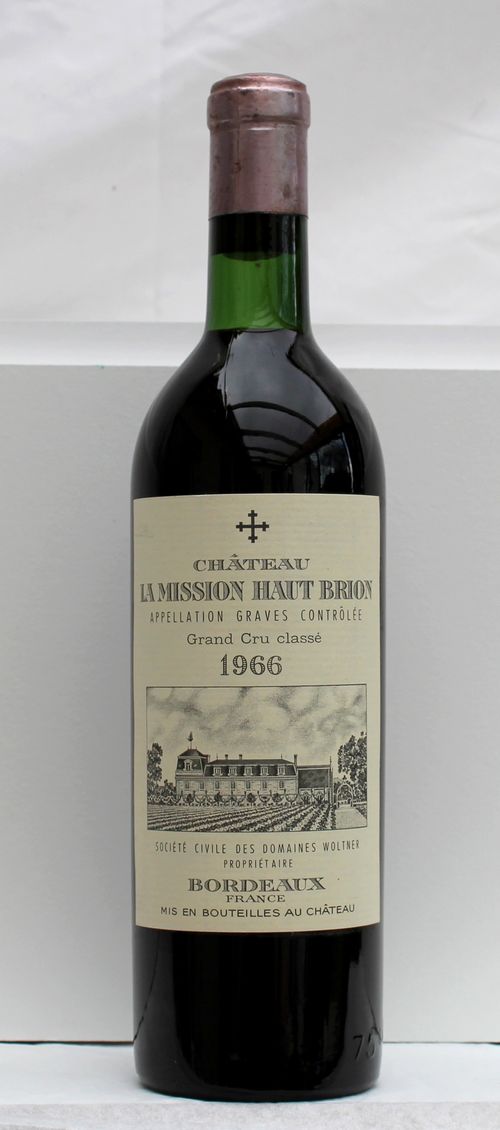 CHÂTEAU
LA MISSION HAUT BRION
APPELLATION GRAVES CONTRÔLÉE
Grand Cru classé
1966
SOCIÉTÉ CIVILE DES DOMAINES WOLTNER
PROPRIÉTAIRE
BORDEAUX
FRANCE
MIS EN BOUTEILLES AU CHÂTEAU
75